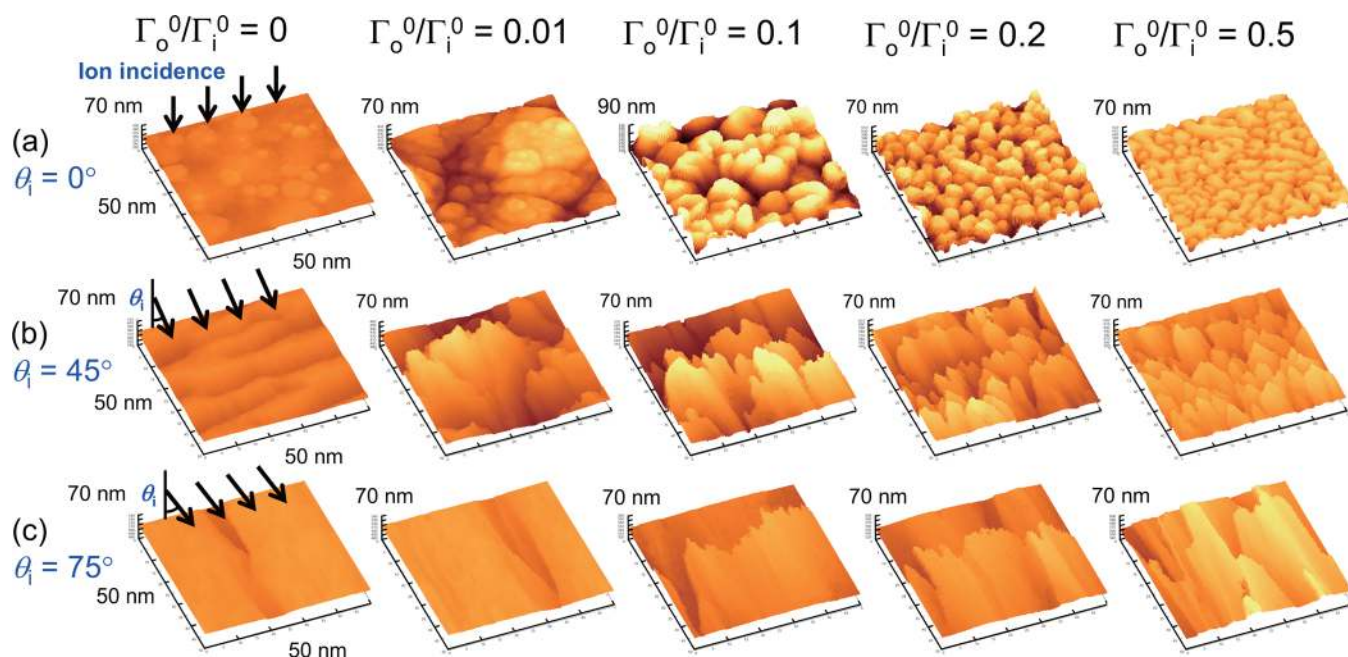 Γo⁰/Γi⁰ = 0
Γo⁰/Γi⁰ = 0.01
Γo⁰/Γi⁰ = 0.1
Γo⁰/Γi⁰ = 0.2
Γo⁰/Γi⁰ = 0.5
Ion incidence
70 nm
70 nm
90 nm
70 nm
70 nm
(a)
θi = 0°
50 nm
50 nm
70 nm
θi
70 nm
70 nm
70 nm
70 nm
(b)
θi = 45°
50 nm
50 nm
70 nm
θi
70 nm
70 nm
70 nm
70 nm
(c)
θi = 75°
50 nm
50 nm